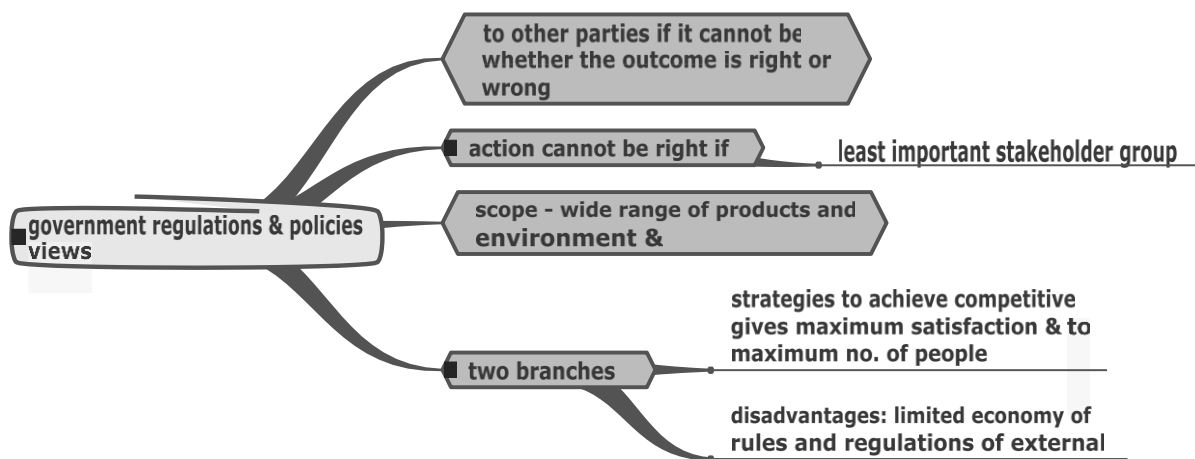 to other parties if it cannot be
whether the outcome is right or
wrong
action cannot be right if
least important stakeholder group
scope - wide range of products and
environment &
government regulations & policies
views
strategies to achieve competitive
gives maximum satisfaction & to
maximum no. of people
two branches
disadvantages: limited economy of
rules and regulations of external